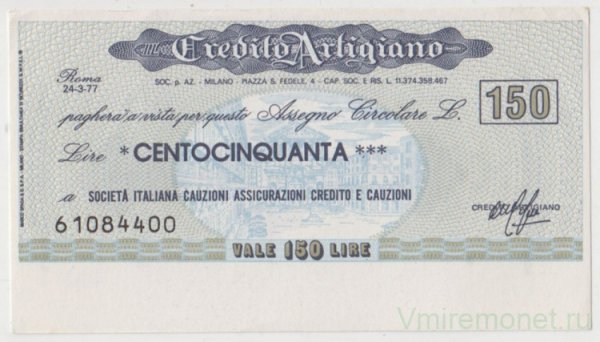 Credito Artigiano
SOC. p. AZ. - MILANO - PIAZZA S. FEDELE, 4 - CAP. SOC. E RIS. L. 11.374.358.467
Roma
24-3-77
150
pagherà a vista per questo Assegno Circolare L.
Lire *CENTOCINQUANTA***
a SOCIETÀ ITALIANA CAUZIONI ASSICURAZIONI CREDITO E CAUZIONI
61084400
CREDITO ARTIGIANO
VALE 150 LIRE
Vmiremonet.ru